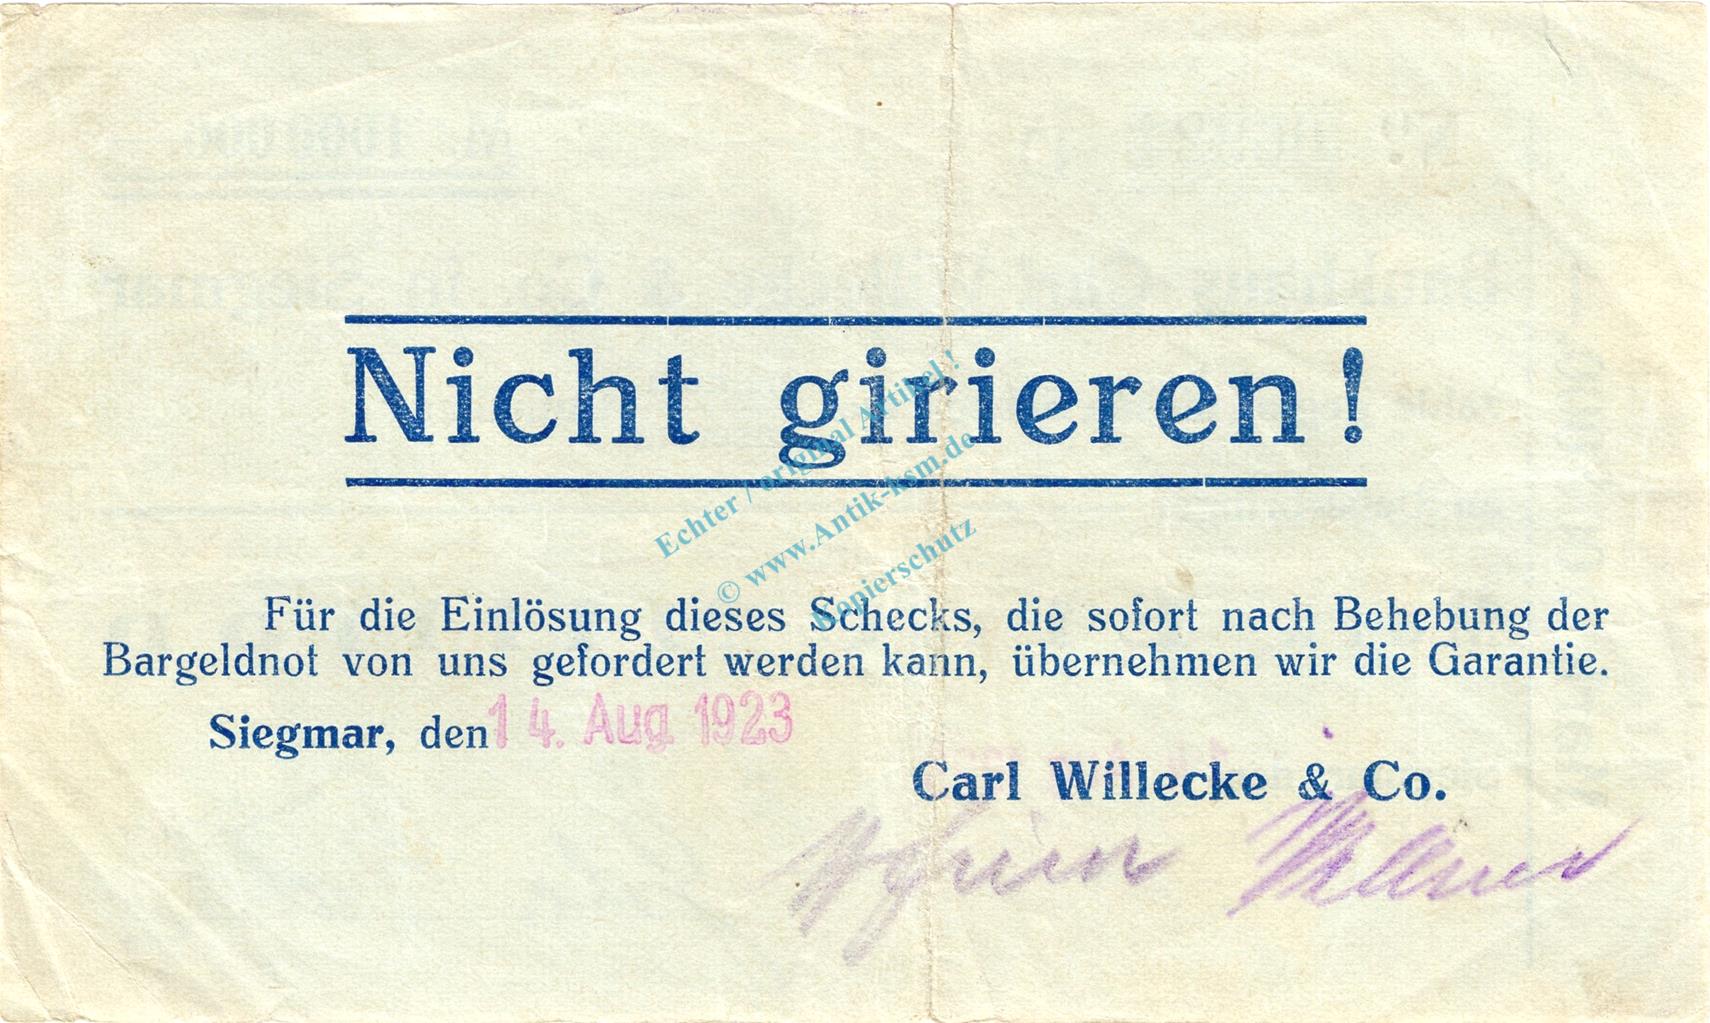 Nicht girieren!
Für die Einlösung dieses Schecks, die sofort nach Behebung der
Bargeldnot von uns gefordert werden kann, übernehmen wir die Garantie.
Siegmar, den 14. Aug 1923
Carl Willecke & Co.
Echter / original Artikel !
© www.Antik-ksm.de
Kopierschutz